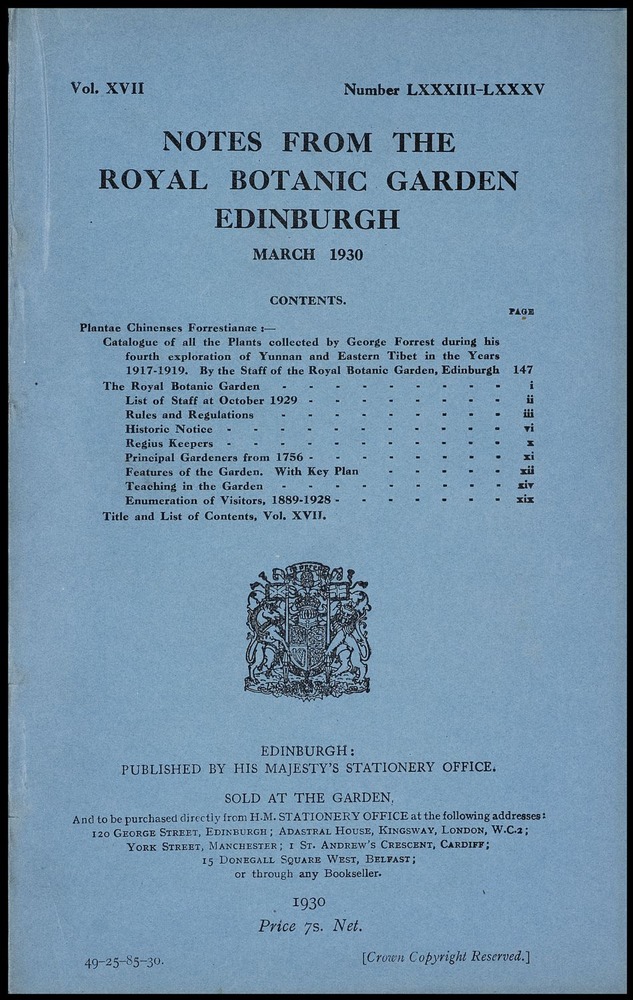 Vol. XVII Number LXXXIII-LXXXV
NOTES FROM THE
ROYAL BOTANIC GARDEN
EDINBURGH
MARCH 1930
CONTENTS.
PAGE
Plantae Chinenses Forrestianae :—
Catalogue of all the Plants collected by George Forrest during his
fourth exploration of Yunnan and Eastern Tibet in the Years
1917-1919. By the Staff of the Royal Botanic Garden, Edinburgh 147
The Royal Botanic Garden - - - - - - - - - i
List of Staff at October 1929 - - - - - - - - ii
Rules and Regulations - - - - - - - - - iii
Historic Notice - - - - - - - - - - - vi
Regius Keepers - - - - - - - - - - - x
Principal Gardeners from 1756 - - - - - - - - xi
Features of the Garden. With Key Plan - - - - - xii
Teaching in the Garden - - - - - - - - - xiv
Enumeration of Visitors, 1889-1928 - - - - - - - xix
Title and List of Contents, Vol. XVII.
EDINBURGH:
PUBLISHED BY HIS MAJESTY'S STATIONERY OFFICE.
SOLD AT THE GARDEN,
And to be purchased directly from H.M. STATIONERY OFFICE at the following addresses:
120 GEORGE STREET, EDINBURGH; ADASTRAL HOUSE, KINGSWAY, LONDON, W.C.2;
YORK STREET, MANCHESTER; 1 ST. ANDREW'S CRESCENT, CARDIFF;
15 DONEGALL SQUARE WEST, BELFAST;
or through any Bookseller.
1930
Price 7s. Net.
49-25-85-30. [Crown Copyright Reserved.]